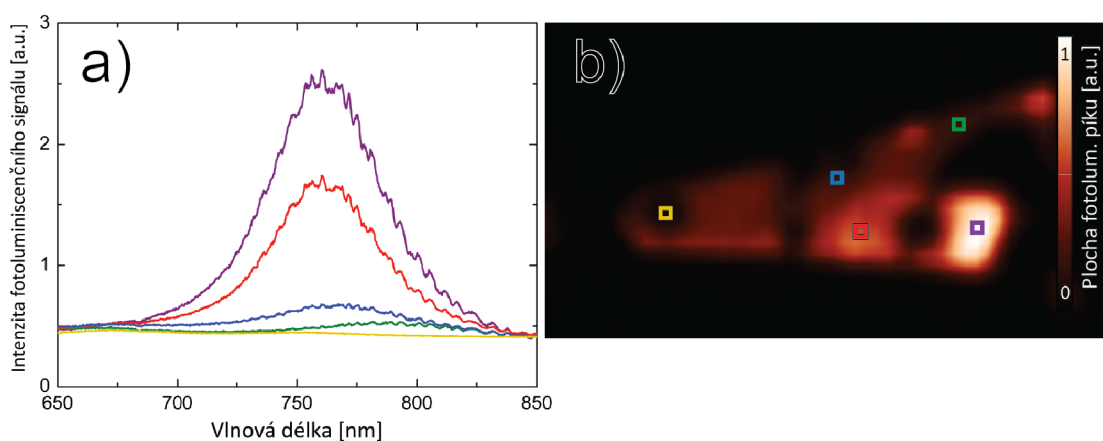 a)
Intenzita fotoluminiscenčního signálu [a.u.]
3
2
1
0
650
700
750
800
850
Vlnová délka [nm]
b)
1
0
Plocha fotolum. píku [a.u.]